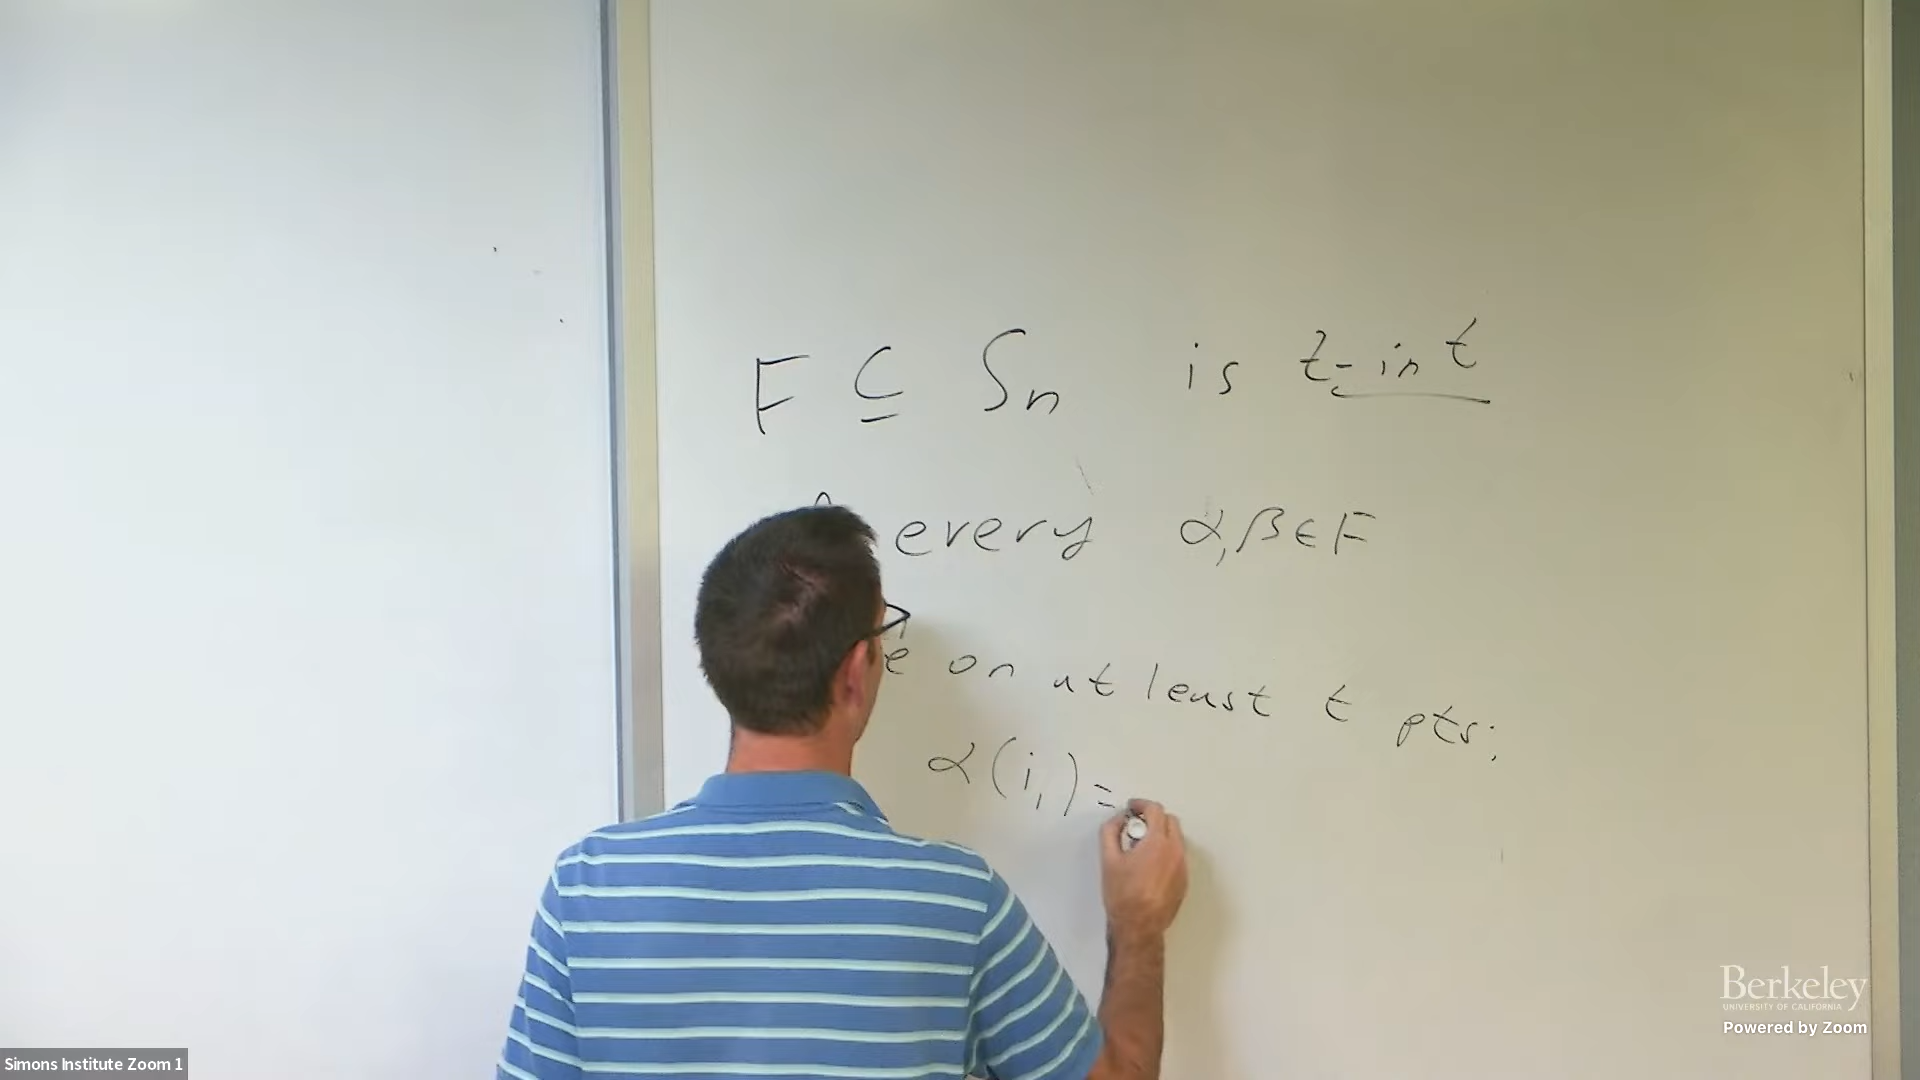 F ⊆ Sn is t-int
every α, β ∈ F
on at least t pts:
α(i₁) =
Berkeley
UNIVERSITY OF CALIFORNIA
Powered by Zoom
Simons Institute Zoom 1